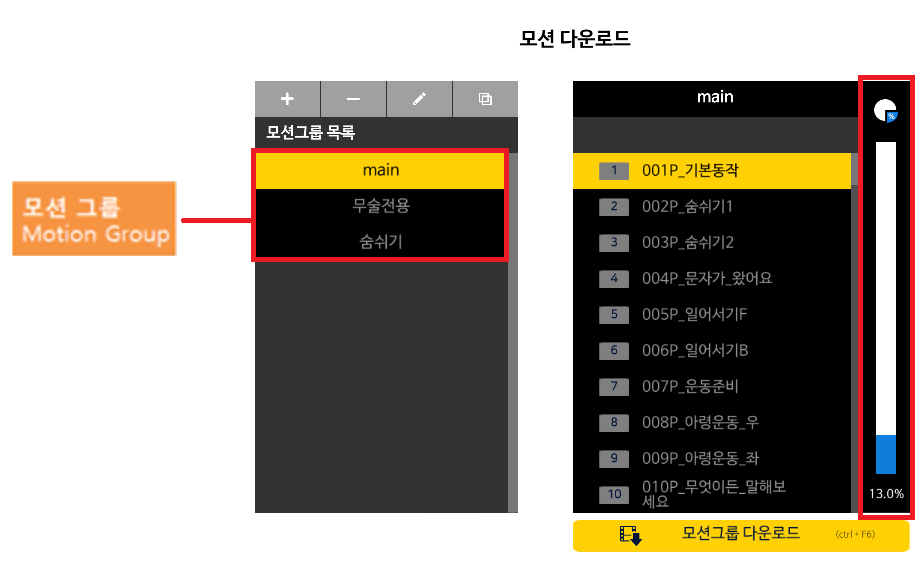 모션 다운로드
모션 그룹
Motion Group
모션그룹 목록
main
무술전용
숨쉬기
main
%
1 001P_기본동작
2 002P_숨쉬기1
3 003P_숨쉬기2
4 004P_문자가_왔어요
5 005P_일어서기F
6 006P_일어서기B
7 007P_운동준비
8 008P_아령운동_우
9 009P_아령운동_좌
10 010P_무엇이든_말해보
세요
13.0%
모션그룹 다운로드 (ctrl + F6)